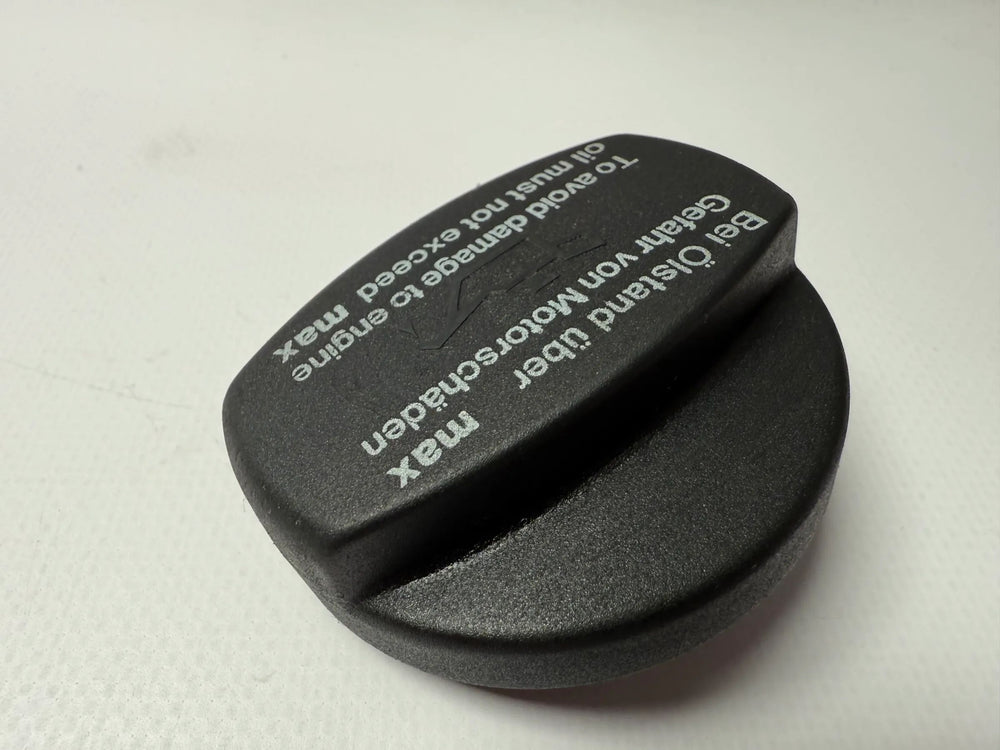 Bei Ölstand über max
Gefahr von Motorschäden
To avoid damage to engine
oil must not exceed max